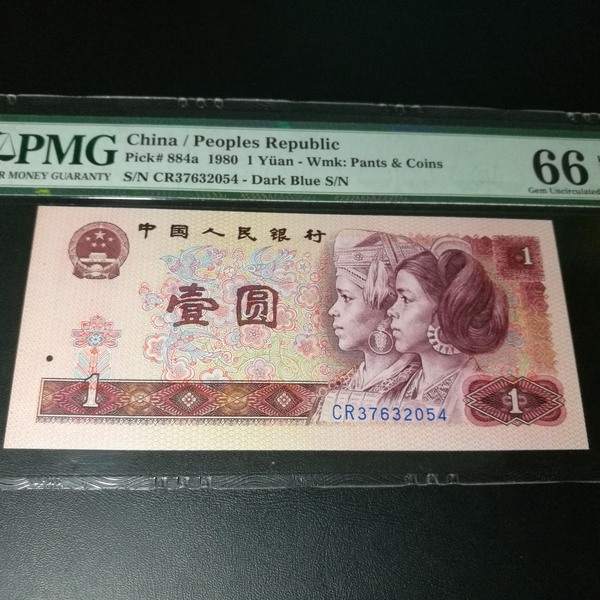 PMG
China / Peoples Republic
Pick# 884a 1980 1 Yüan - Wmk: Pants & Coins
S/N CR37632054 - Dark Blue S/N
R MONEY GUARANTY
66
Gem Uncirculated
中国人民银行
1
壹圆
1
CR37632054
1